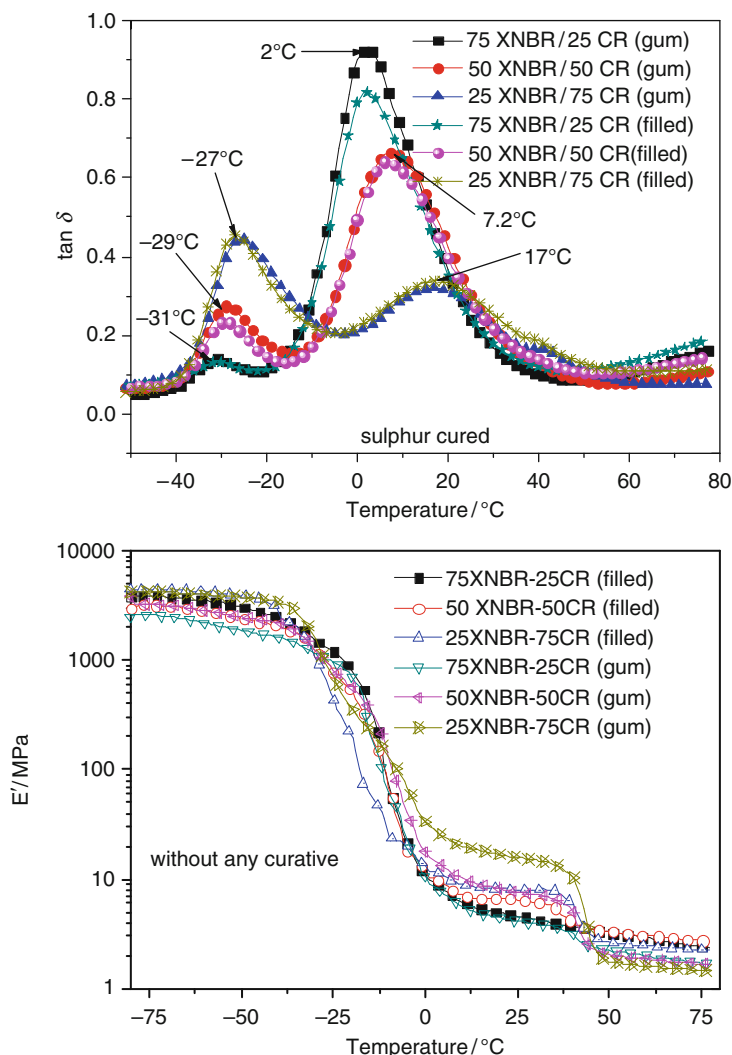 75 XNBR/25 CR (gum)
50 XNBR/50 CR (gum)
25 XNBR/75 CR (gum)
75 XNBR/25 CR (filled)
50 XNBR/50 CR(filled)
25 XNBR/75 CR (filled)
2°C
–27°C
–29°C
–31°C
7.2°C
17°C
1.0
0.8
0.6
0.4
0.2
0.0
tan δ
sulphur cured
–40 –20 0 20 40 60 80
Temperature/°C
75XNBR-25CR (filled)
50 XNBR-50CR (filled)
25XNBR-75CR (filled)
75XNBR-25CR (gum)
50XNBR-50CR (gum)
25XNBR-75CR (gum)
10000
1000
100
10
1
E′/MPa
without any curative
–75 –50 –25 0 25 50 75
Temperature/°C